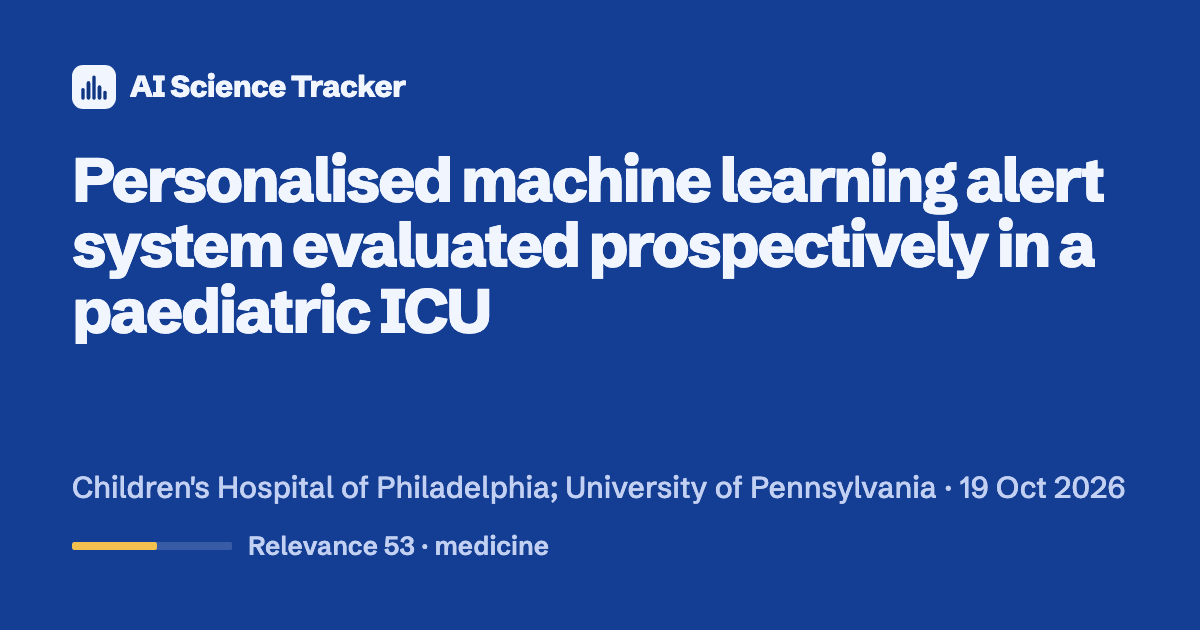 AI Science Tracker
Personalised machine learning alert
system evaluated prospectively in a
paediatric ICU
Children's Hospital of Philadelphia; University of Pennsylvania · 19 Oct 2026
Relevance 53 · medicine